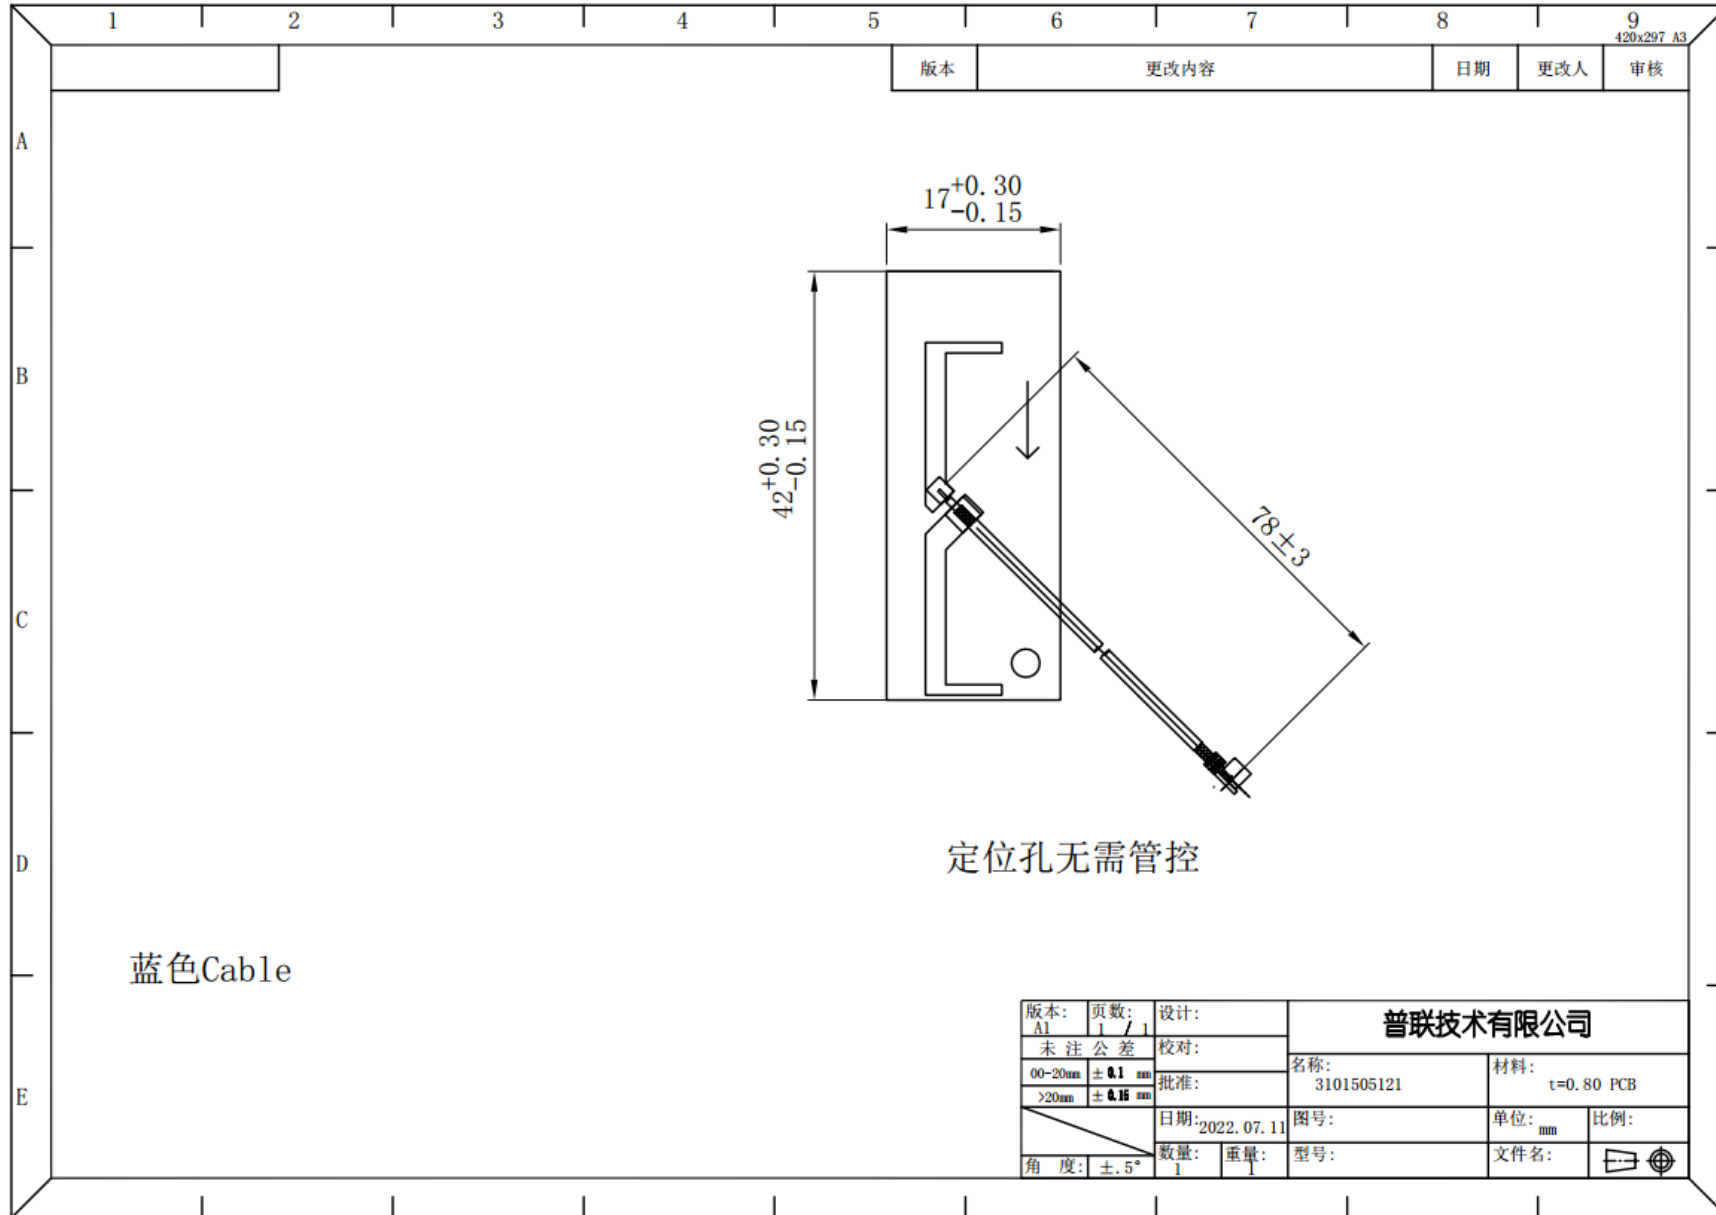 1 2 3 4 5 6 7 8 9
420x297 A3
版本 更改内容 日期 更改人 审核
A
B
C
D
E
17+0.30
-0.15
42+0.30
-0.15
78±3
定位孔无需管控
蓝色Cable
版本: 页数: 设计:
A1 1 / 1
普联技术有限公司
未 注 公 差 校对:
00-20mm ±0.1 mm
>20mm ±0.15 mm
批准:
名称: 材料:
3101505121 t=0.80 PCB
日期: 2022.07.11 图号: 单位: mm 比例:
角 度: ±.5° 数量: 重量: 型号: 文件名:
1 1